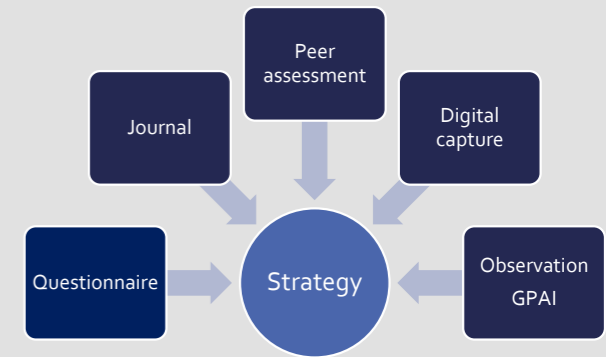 Peer
assessment
Journal
Digital
capture
Questionnaire
Strategy
Observation
GPAI